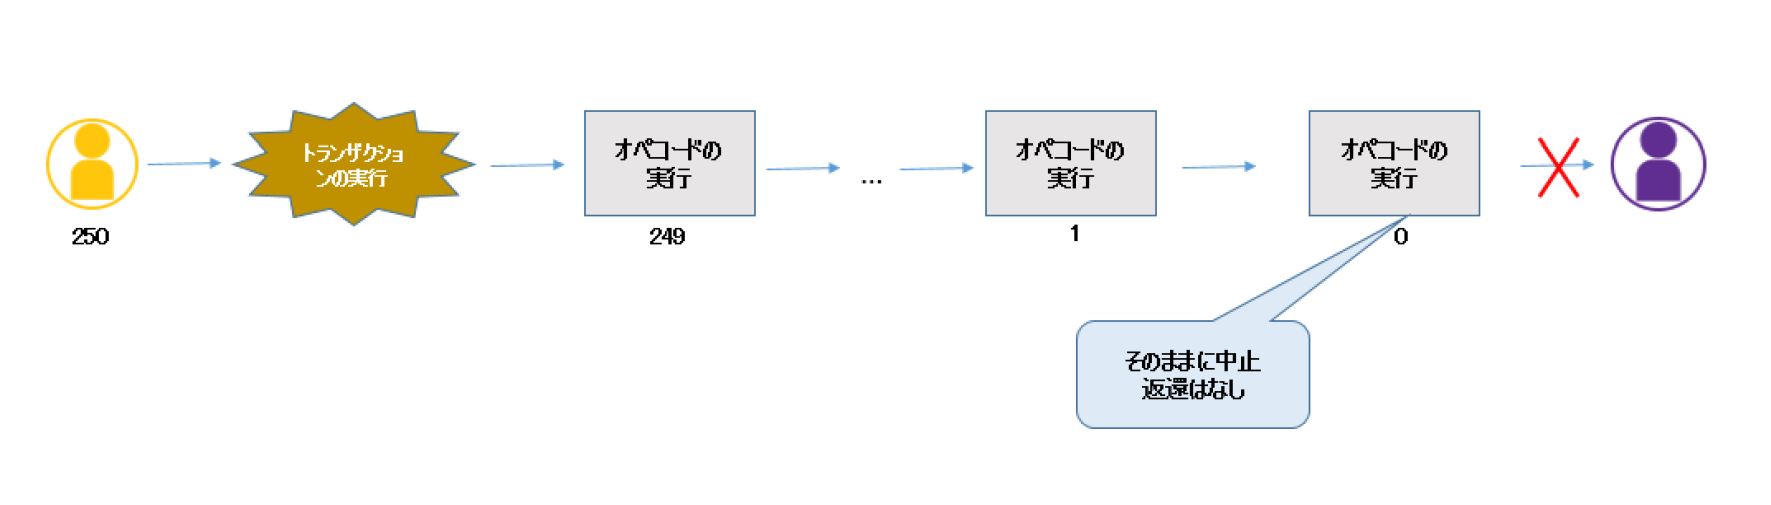 トランザクショ
ンの実行
オペコードの
実行
...
オペコードの
実行
オペコードの
実行
250
249
1
0
そのままに中止
返還はなし